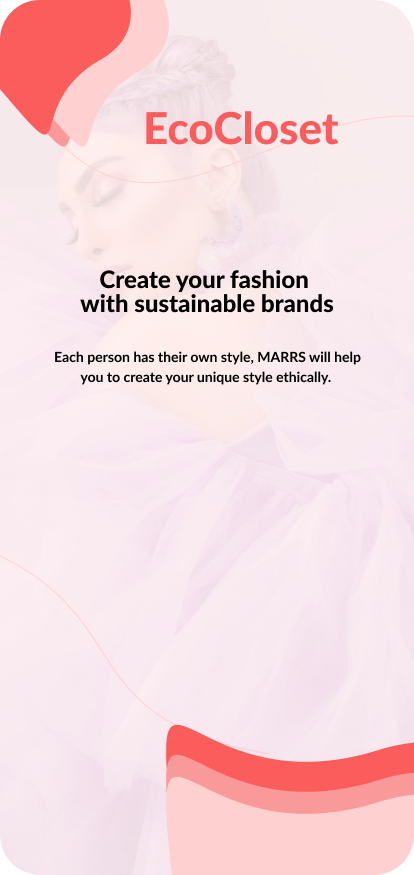 EcoCloset
Create your fashion
with sustainable brands
Each person has their own style, MARRS will help
you to create your unique style ethically.